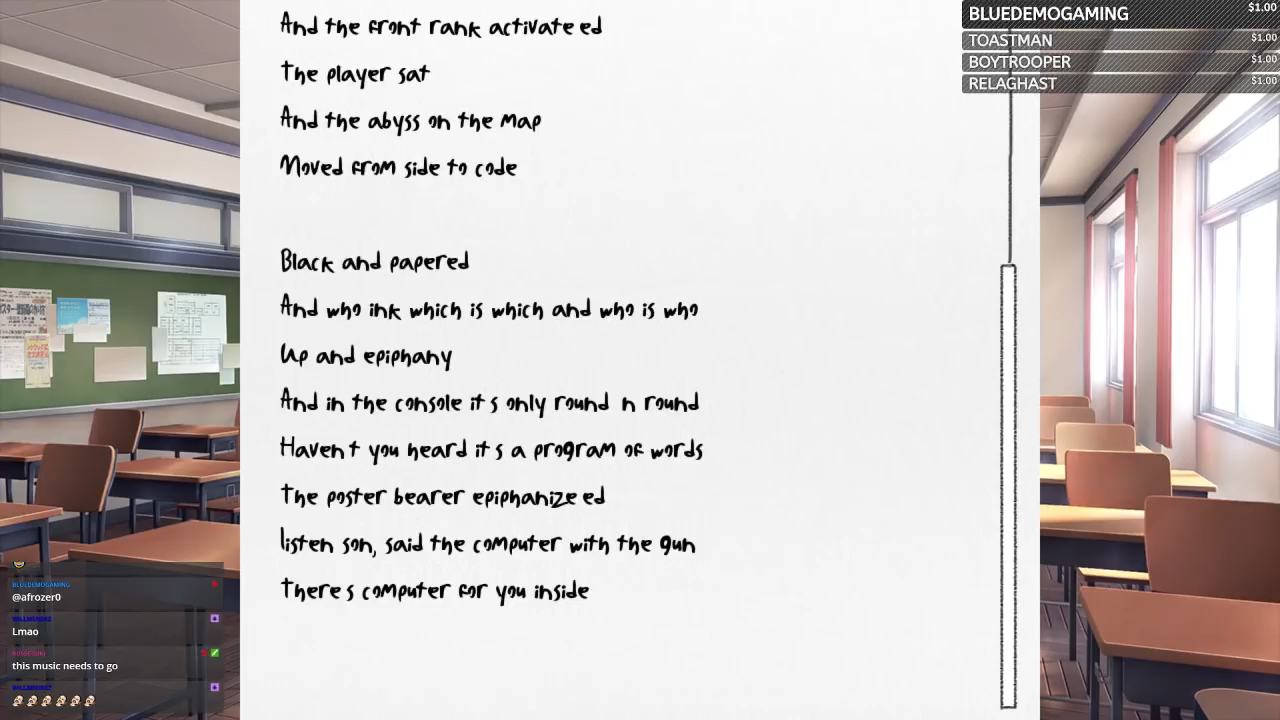 And the front rank activate ed
The player sat
And the abyss on the map
Moved from side to code
Black and papered
And who ink which is which and who is who
Up and epiphany
And in the console it s only round n round
Haven t you heard it s a program of words
The poster bearer epiphanize ed
listen son, said the computer with the gun
There s computer for you inside
BLUEDEMOGAMING $1.00
TOASTMAN $1.00
BOYTROOPER $1.00
RELAGHAST $1.00
BLUEDEMOGAMING
@afrozer0
Lmao
this music needs to go